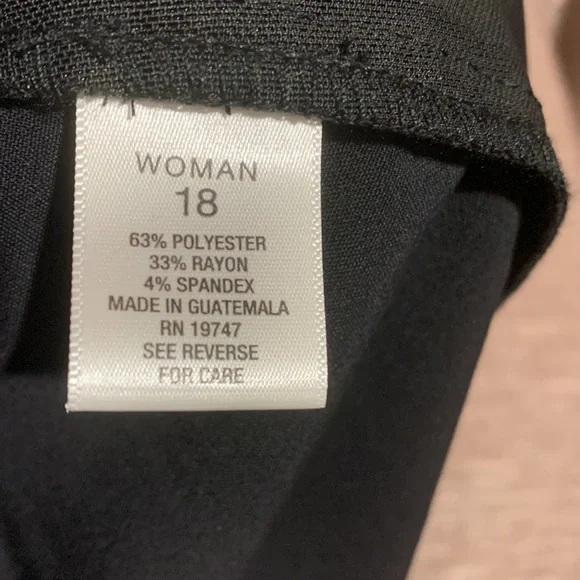 WOMAN
18
63% POLYESTER
33% RAYON
4% SPANDEX
MADE IN GUATEMALA
RN 19747
SEE REVERSE
FOR CARE